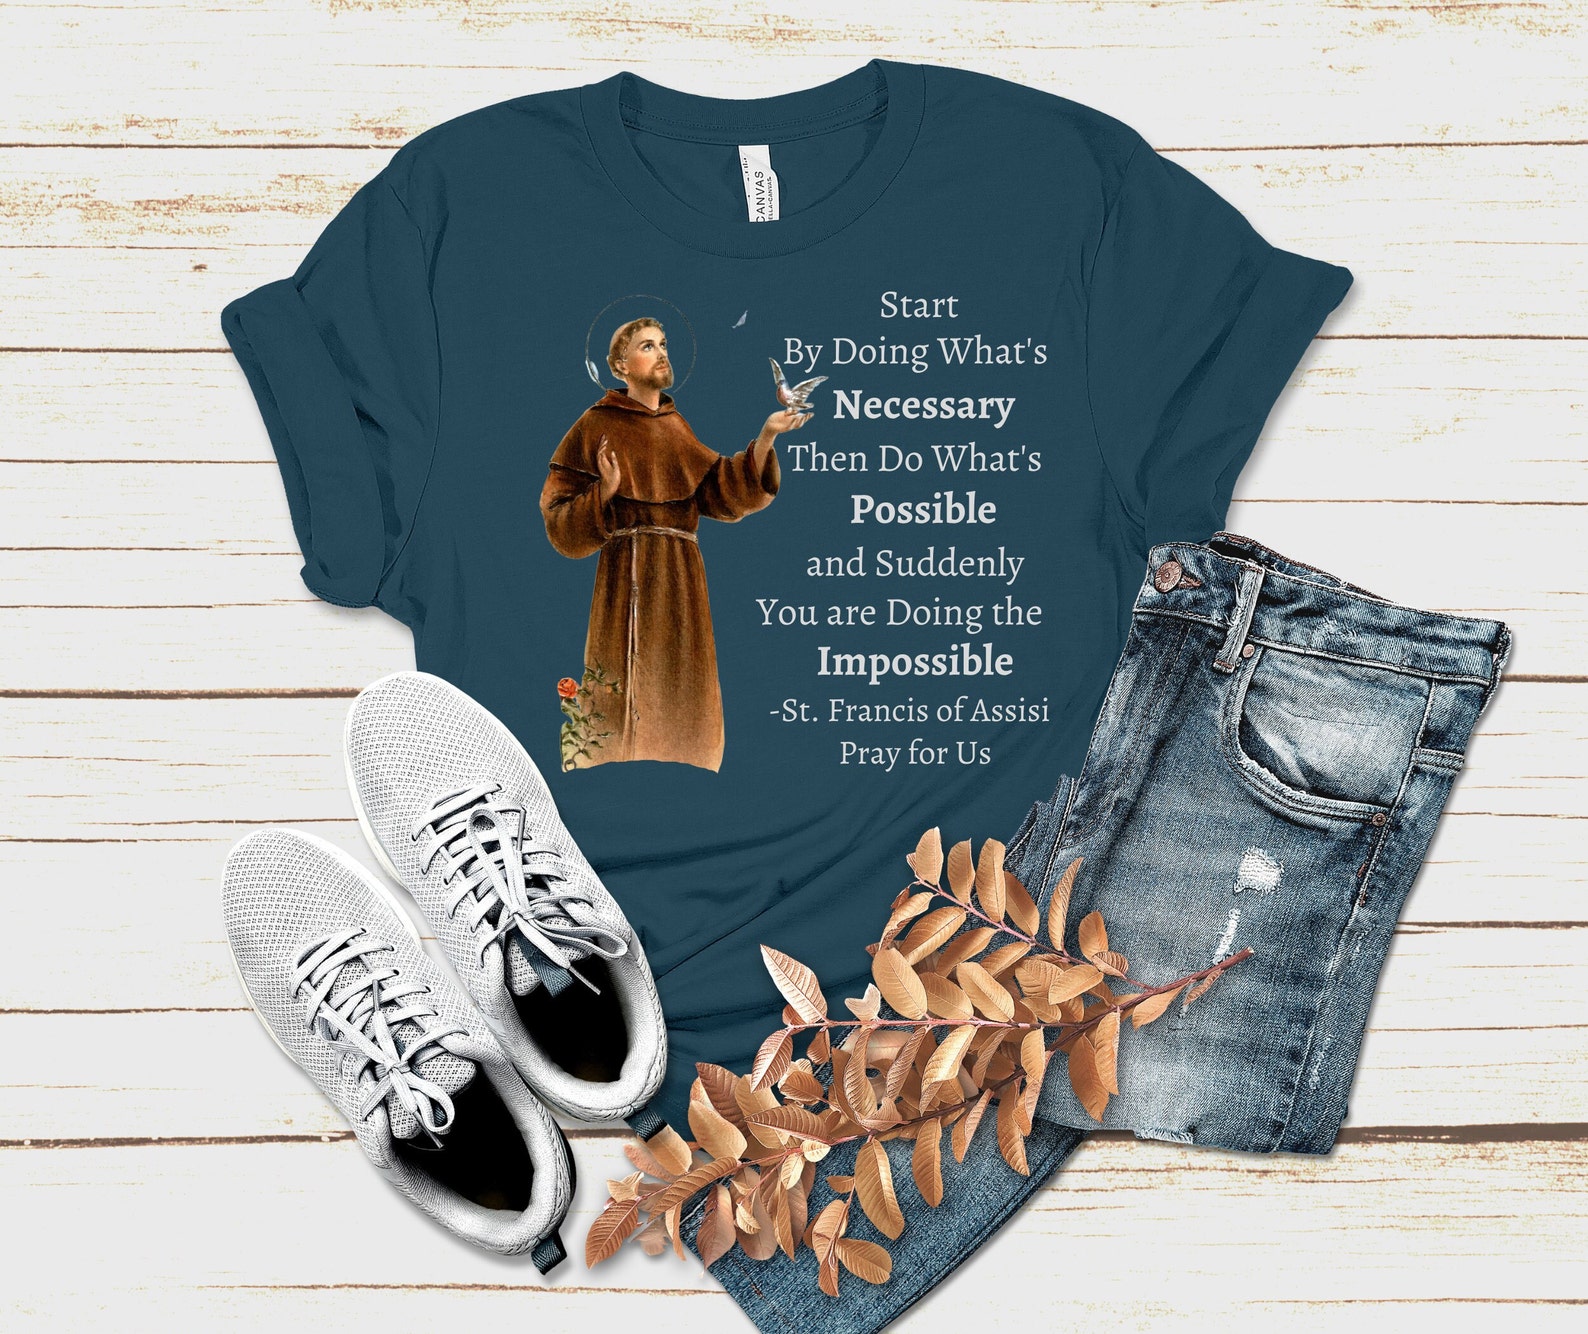 CANVAS
Start
By Doing What's
Necessary
Then Do What's
Possible
and Suddenly
You are Doing the
Impossible
-St. Francis of Assisi
Pray for Us